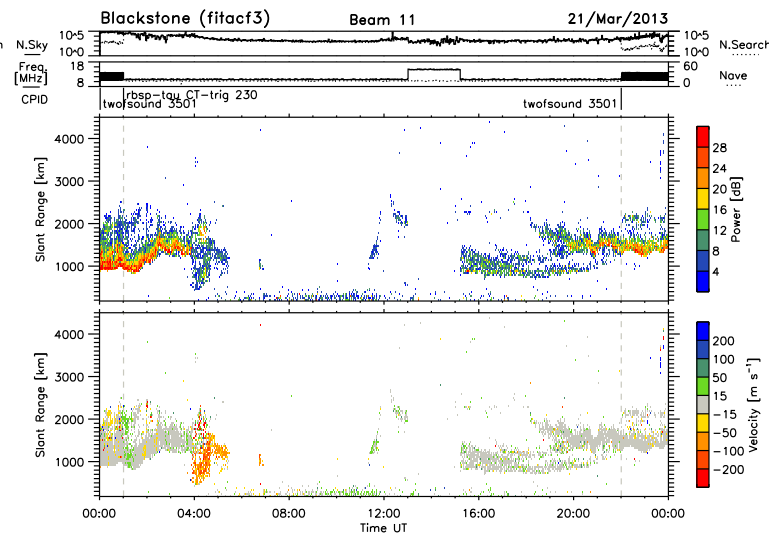 Blackstone (fitacf3) Beam 11 21/Mar/2013
n N.Sky 10^5 10^0 10^5 10^0 N.Search
Freq. [MHz] 18 8 60 0 Nave
CPID rbsp-tau CT-trig 230
twofsound 3501 twofsound 3501
Slant Range [km] 4000 3000 2000 1000
Power [dB] 28 24 20 16 12 8 4
Slant Range [km] 4000 3000 2000 1000
Velocity [m s⁻¹] 200 100 50 15 -15 -50 -100 -200
00:00 04:00 08:00 12:00 16:00 20:00 00:00
Time UT